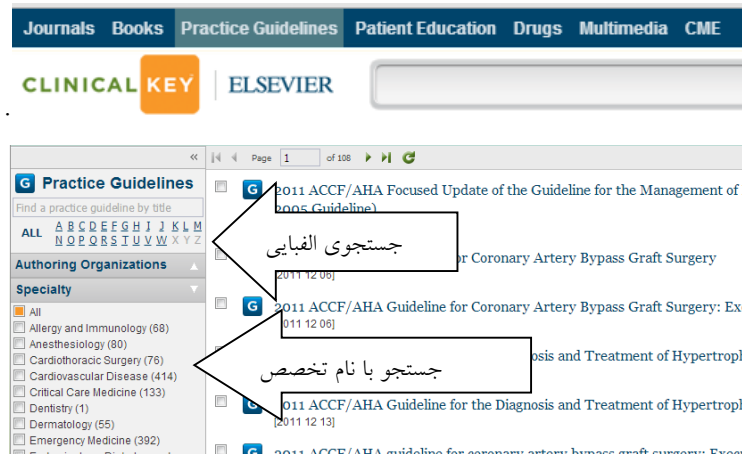 Journals Books Practice Guidelines Patient Education Drugs Multimedia CME
CLINICAL KEY ELSEVIER
.
« Page 1 of 108
G Practice Guidelines
Find a practice guideline by title
ALL A B C D E F G H I J K L M
N O P Q R S T U V W X Y Z
Authoring Organizations
Specialty
All
Allergy and Immunology (68)
Anesthesiology (80)
Cardiothoracic Surgery (76)
Cardiovascular Disease (414)
Critical Care Medicine (133)
Dentistry (1)
Dermatology (55)
Emergency Medicine (392)
G 2011 ACCF/AHA Focused Update of the Guideline for the Management of
2005 Guideline)
جستجوی الفبایی
for Coronary Artery Bypass Graft Surgery
[2011 12 06]
G 2011 ACCF/AHA Guideline for Coronary Artery Bypass Graft Surgery: Ex
[2011 12 06]
جستجو با نام تخصص
and Treatment of Hypertroph
G 2011 ACCF/AHA Guideline for the Diagnosis and Treatment of Hypertroph
[2011 12 13]
G 2011 ACCF/AHA guideline for coronary artery bypass graft surgery: